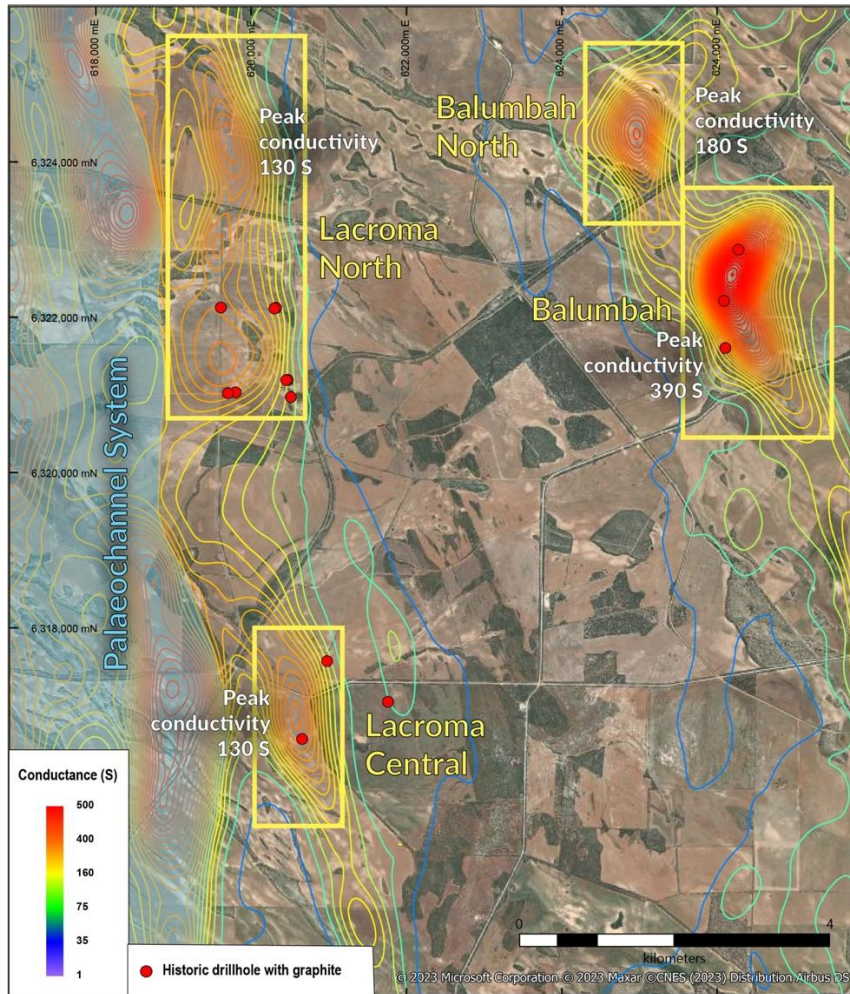 618,000 mE
620,000 mE
622,000 mE
624,000 mE
624,000 mE
6,324,000 mN
6,322,000 mN
6,320,000 mN
6,318,000 mN
Peak
conductivity
130 S
Lacroma
North
Balumbah
North
Peak
conductivity
180 S
Balumbah
Peak
conductivity
390 S
Palaeochannel System
Peak
conductivity
130 S
Lacroma
Central
Conductance (S)
500
400
160
75
35
1
Historic drillhole with graphite
0
4
kilometers
© 2023 Microsoft Corporation © 2023 Maxar ©CNES (2023) Distribution Airbus DS